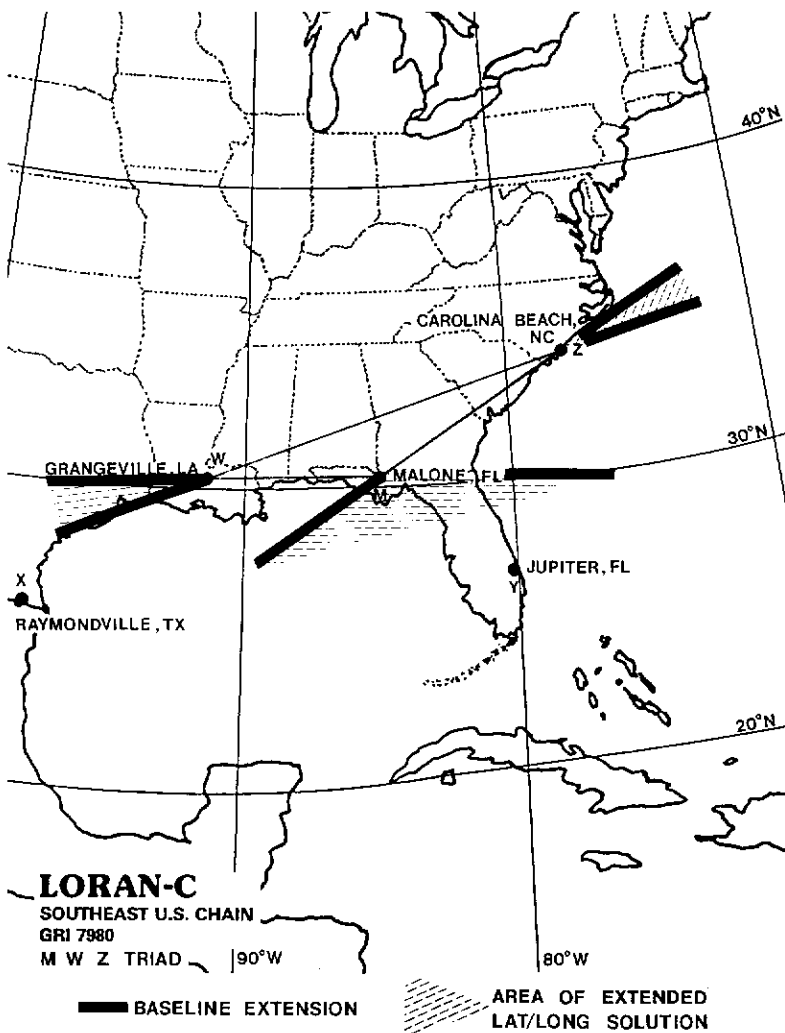 40°N
CAROLINA BEACH,
NC
Z
30°N
W
GRANGEVILLE, LA
MALONE, FL
M
JUPITER, FL
Y
X
RAYMONDVILLE, TX
20°N
LORAN-C
SOUTHEAST U.S. CHAIN
GRI 7980
M W Z TRIAD
90°W
80°W
BASELINE EXTENSION
AREA OF EXTENDED
LAT/LONG SOLUTION